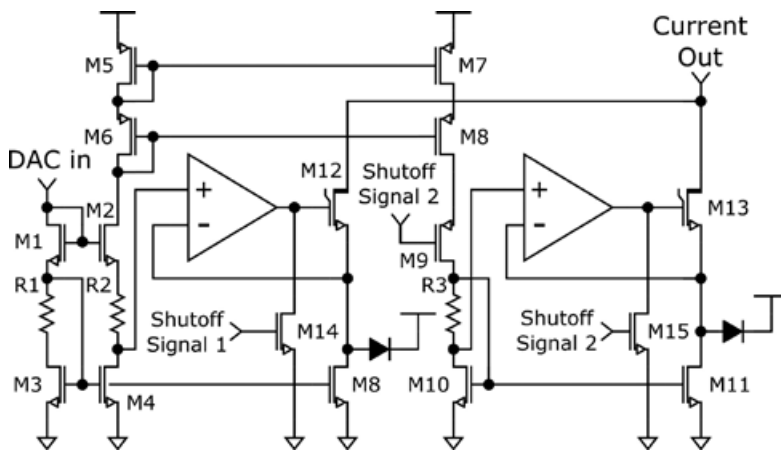 Current
Out
M5
M7
M6
M8
DAC in
M12
Shutoff
Signal 2
M2
+
+
M1
-
-
M13
M9
R1
R2
R3
Shutoff
Signal 1
M14
Shutoff
Signal 2
M15
M3
M4
M8
M10
M11